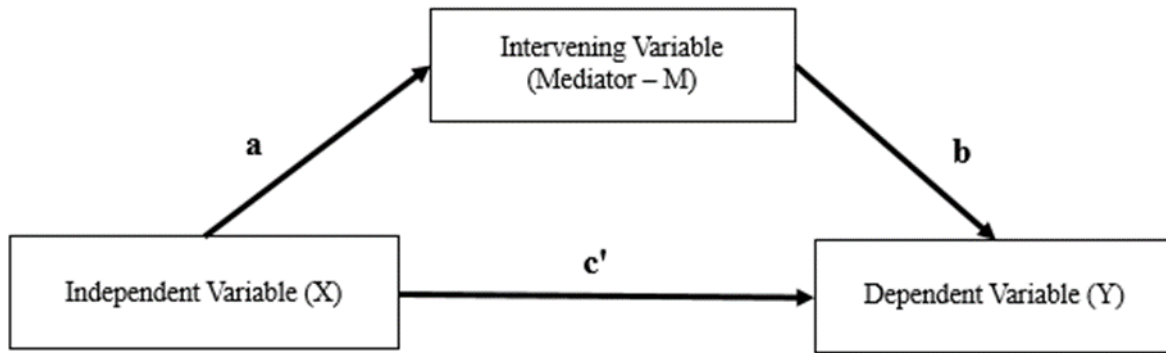 Intervening Variable
(Mediator – M)
a
b
Independent Variable (X)
c'
Dependent Variable (Y)